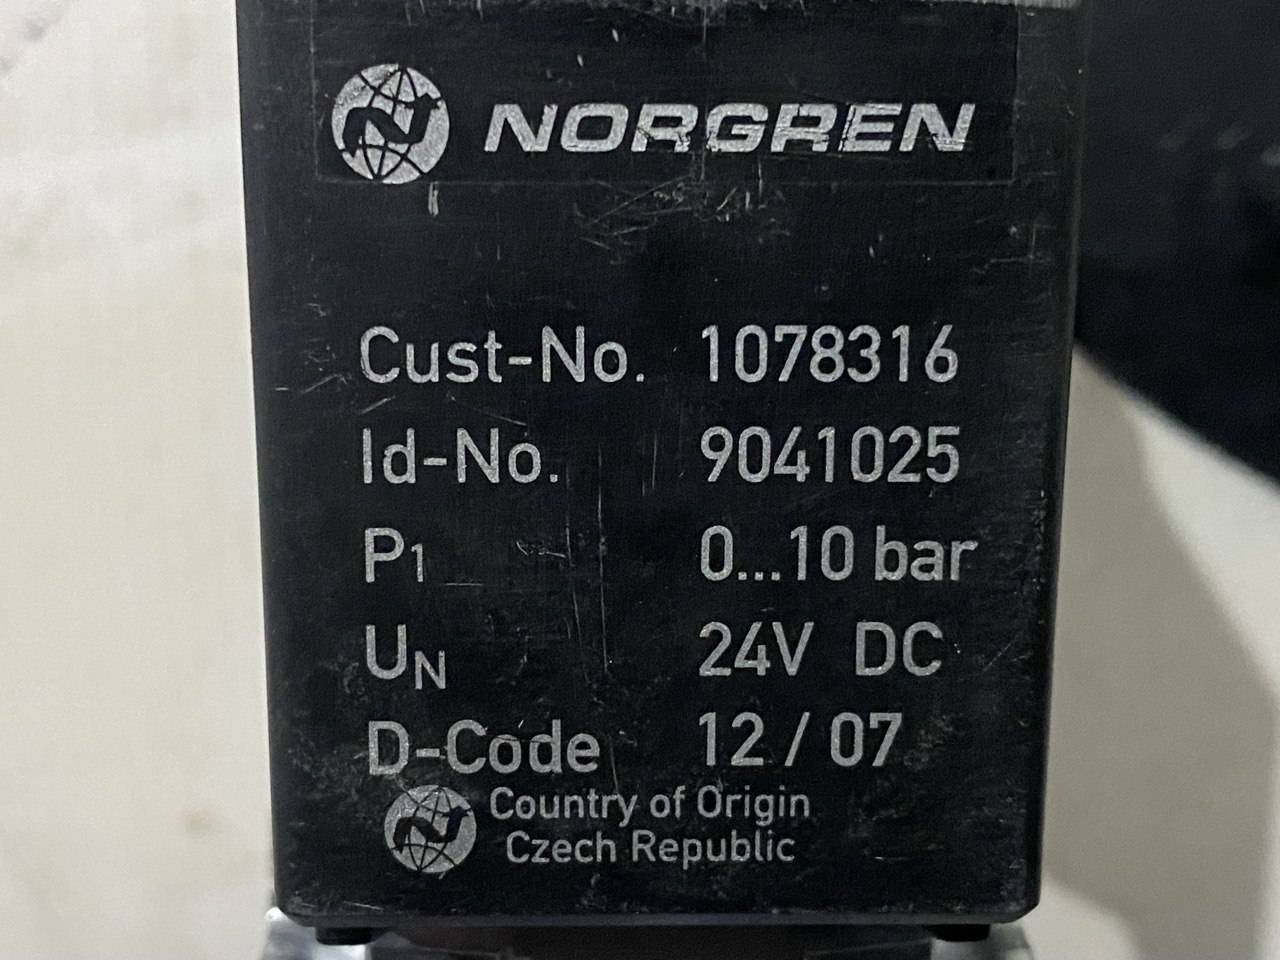 NORGREN
Cust-No. 1078316
Id-No. 9041025
P1 0...10 bar
UN 24V DC
D-Code 12 / 07
Country of Origin
Czech Republic